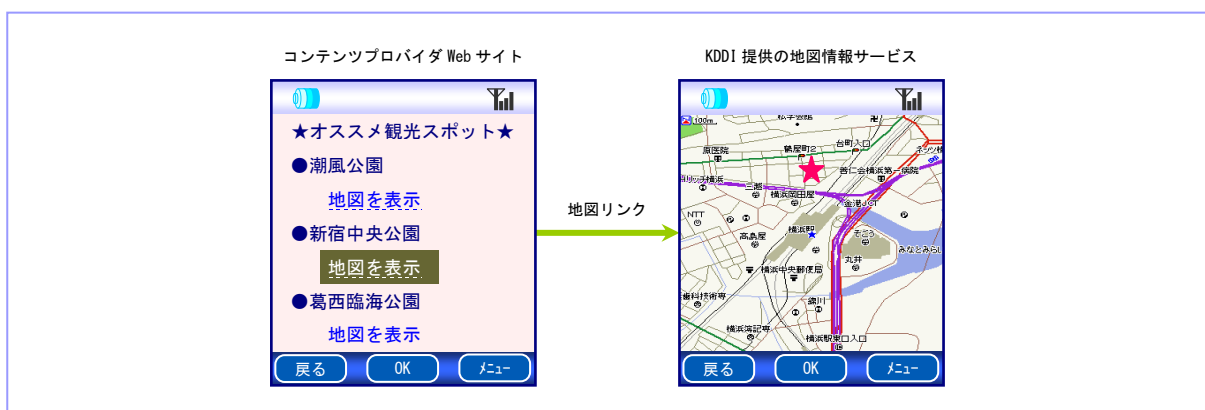 コンテンツプロバイダ Web サイト
KDDI 提供の地図情報サービス
★オススメ観光スポット★
●潮風公園
地図を表示
●新宿中央公園
地図を表示
●葛西臨海公園
地図を表示
戻る
OK
メニュー
地図リンク
100m
台町入口
鶴屋町2
原医院
善仁会横浜第一病院
三越
横浜岡田屋
金港JCT
NTT
高島屋
横浜駅
そごう
みなとみらい
丸井
横浜中央郵便局
歯科技術専
横浜簿記専
横浜駅東口入口
戻る
OK
メニュー